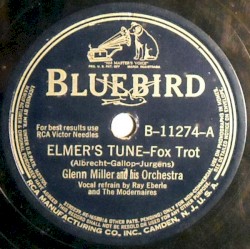 "HIS MASTER'S VOICE"
BLUEBIRD
For best results use
RCA Victor Needles
B-11274-A
ELMER'S TUNE-Fox Trot
(Albrecht-Gallop-Jurgens)
Glenn Miller and his Orchestra
Vocal refrain by Ray Eberle
and The Modernaires
RCA MANUFACTURING CO., INC. CAMDEN, N. J., U. S. A.